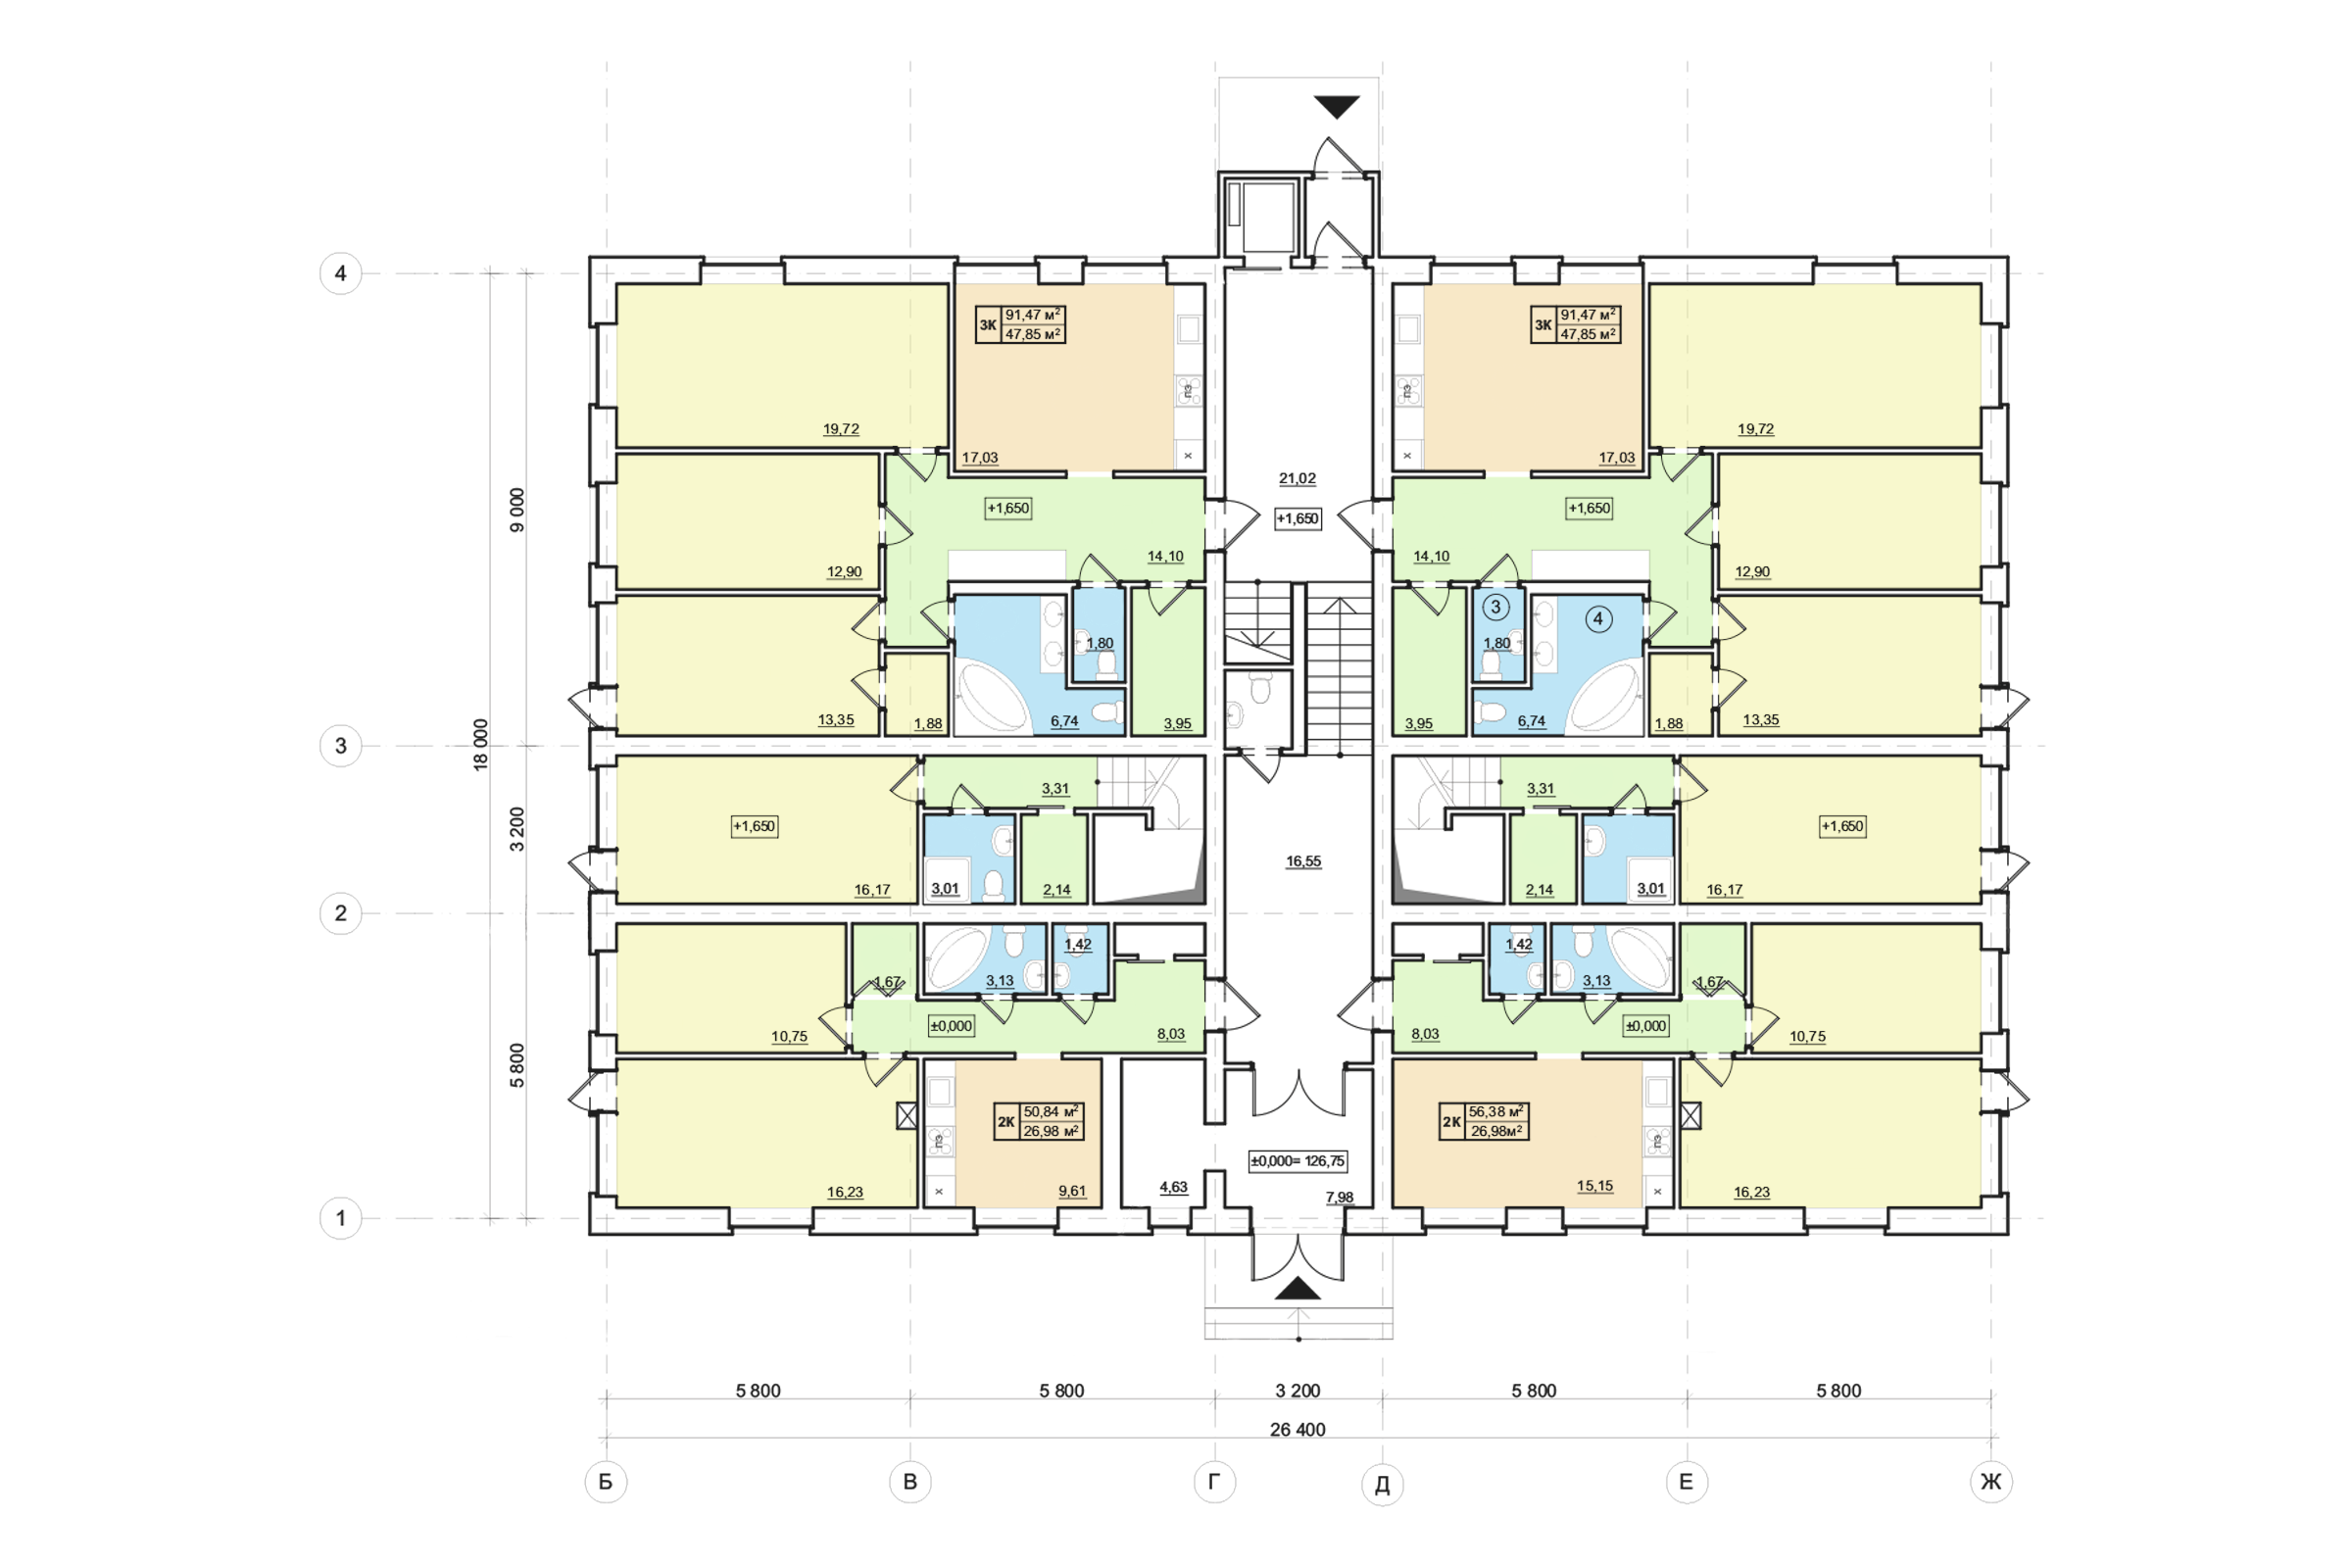 4
3К
91,47 м²
47,85 м²
3К
91,47 м²
47,85 м²
ПЭ
ПЭ
19,72
19,72
17,03
х
х
17,03
21,02
9 000
+1,650
+1,650
+1,650
14,10
14,10
12,90
12,90
3
4
1,80
1,80
13,35
1,88
6,74
3,95
3,95
6,74
1,88
13,35
18 000
3
3,31
3,31
3 200
+1,650
+1,650
16,55
16,17
3,01
2,14
2,14
3,01
16,17
2
1,42
1,42
1,67
3,13
3,13
1,67
±0,000
±0,000
10,75
8,03
8,03
10,75
5 800
2К
50,84 м²
26,98 м²
2К
56,38 м²
26,98м²
ПЭ
ПЭ
±0,000= 126,75
16,23
х
9,61
4,63
7,98
15,15
х
16,23
1
5 800
5 800
3 200
5 800
5 800
26 400
Б
В
Г
Д
Е
Ж